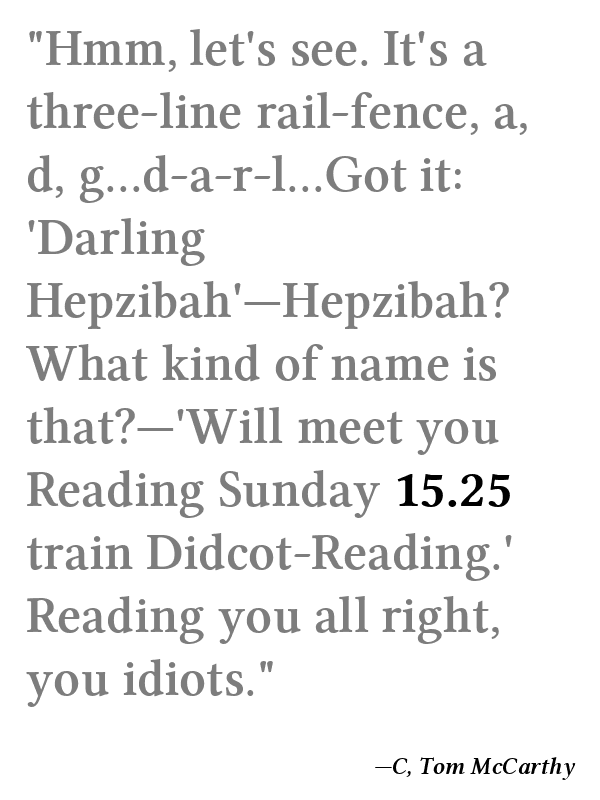 "Hmm, let's see. It's a
three-line rail-fence, a,
d, g...d-a-r-l...Got it:
'Darling
Hepzibah'—Hepzibah?
What kind of name is
that?—'Will meet you
Reading Sunday 15.25
train Didcot-Reading.'
Reading you all right,
you idiots."
—C, Tom McCarthy